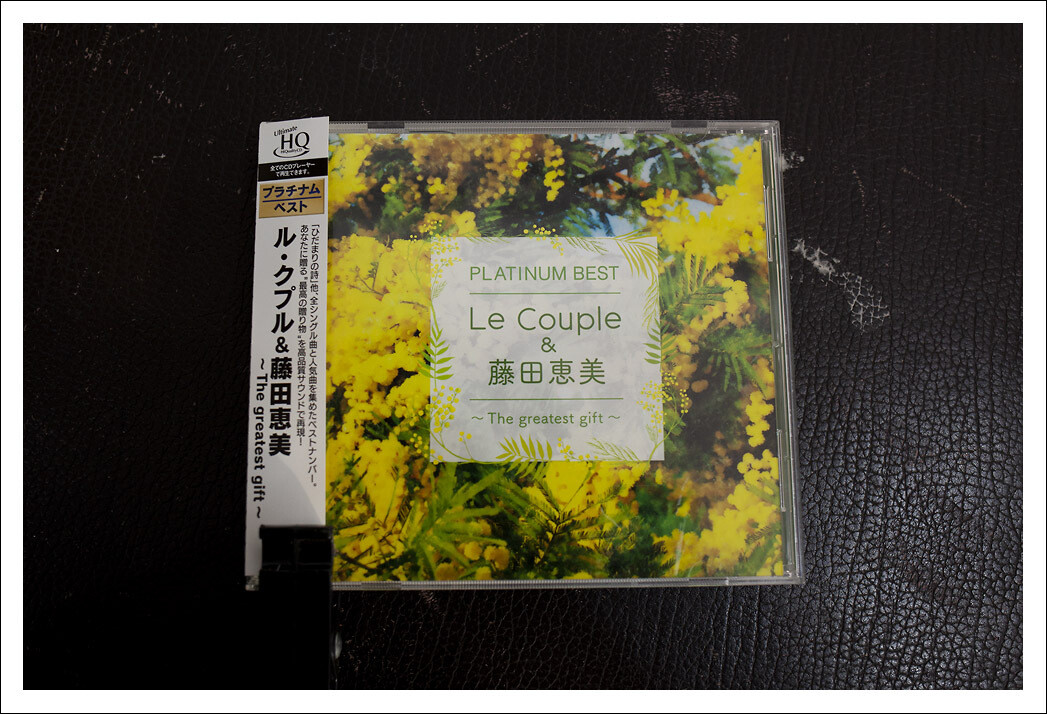 Ultimate
HQ
HiQualityCD
全てのCDプレーヤー
で再生できます。
プラチナム
ベスト
「ひだまりの詩」他、全シングル曲と人気曲を集めたベストナンバー。
あなたに贈る“最高の贈り物”を高品質サウンドで再現！
ル・クプル&藤田恵美
～The greatest gift～
PLATINUM BEST
Le Couple
&
藤田恵美
～The greatest gift～